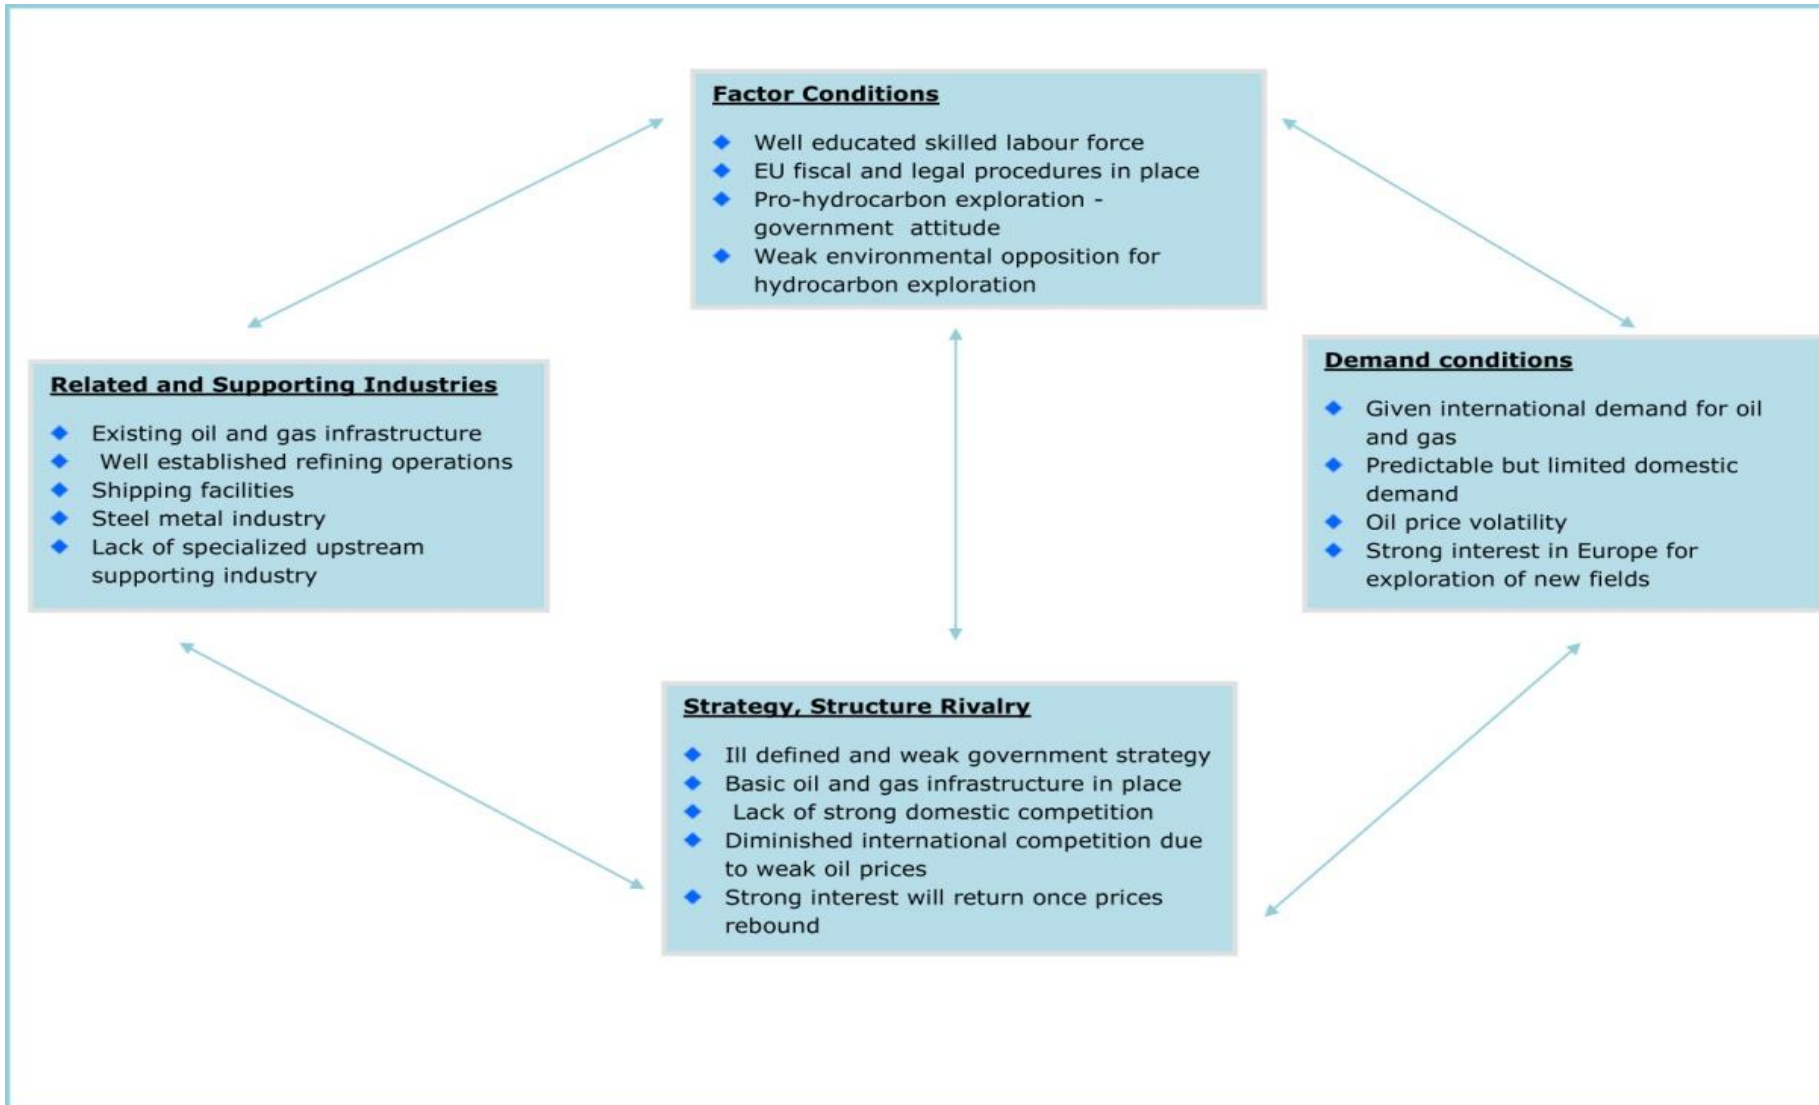 Factor Conditions
Well educated skilled labour force
EU fiscal and legal procedures in place
Pro-hydrocarbon exploration -
government attitude
Weak environmental opposition for
hydrocarbon exploration
Related and Supporting Industries
Existing oil and gas infrastructure
Well established refining operations
Shipping facilities
Steel metal industry
Lack of specialized upstream
supporting industry
Demand conditions
Given international demand for oil
and gas
Predictable but limited domestic
demand
Oil price volatility
Strong interest in Europe for
exploration of new fields
Strategy, Structure Rivalry
Ill defined and weak government strategy
Basic oil and gas infrastructure in place
Lack of strong domestic competition
Diminished international competition due
to weak oil prices
Strong interest will return once prices
rebound